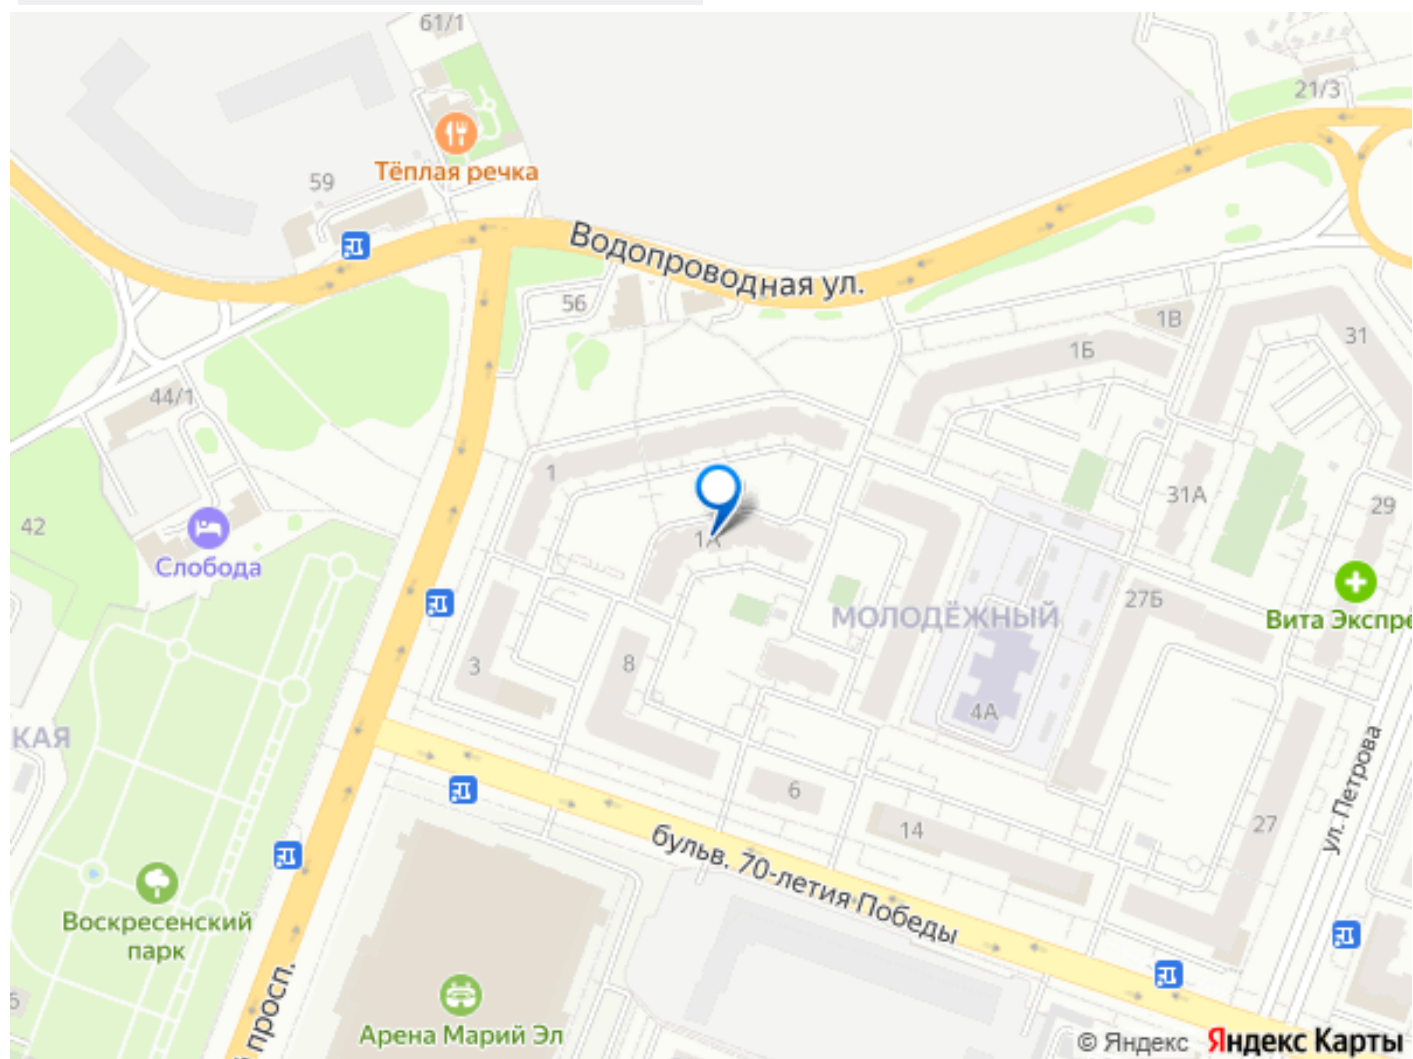 61/1
21/3
Тёплая речка
59
Водопроводная ул.
56
1В
31
1Б
44/1
1
31А
29
42
Слобода
1А
МОЛОДЁЖНЫЙ
27Б
Вита Экспре
3
8
4А
КАЯ
6
14
27
ул. Петрова
бульв. 70-летия Победы
Воскресенский
парк
просп.
Арена Марий Эл
© Яндекс Яндекс Карты